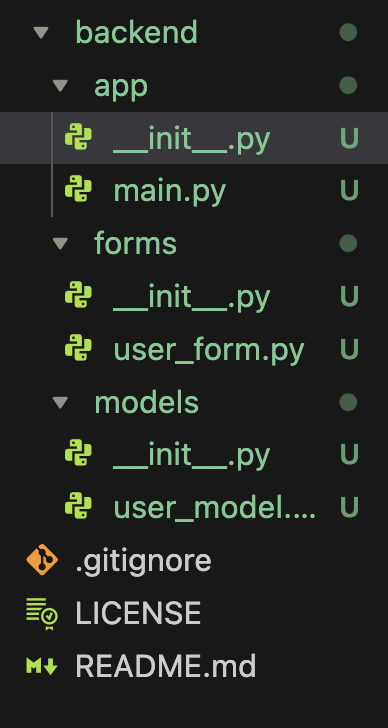 backend
app
__init__.py U
main.py U
forms
__init__.py U
user_form.py U
models
__init__.py U
user_model.... U
.gitignore
LICENSE
README.md